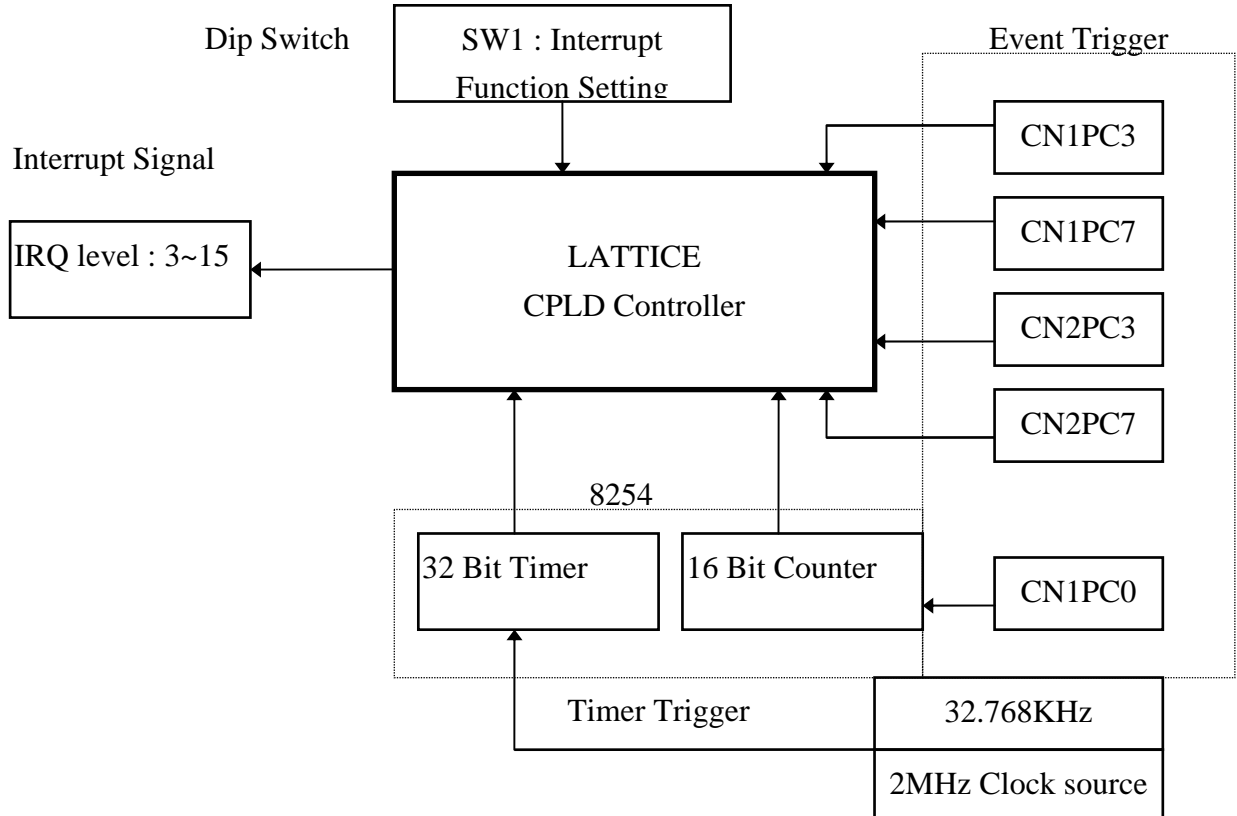 Dip Switch
SW1 : Interrupt
Function Setting
Event Trigger
CN1PC3
Interrupt Signal
CN1PC7
IRQ level : 3~15
LATTICE
CPLD Controller
CN2PC3
CN2PC7
8254
32 Bit Timer
16 Bit Counter
CN1PC0
Timer Trigger
32.768KHz
2MHz Clock source